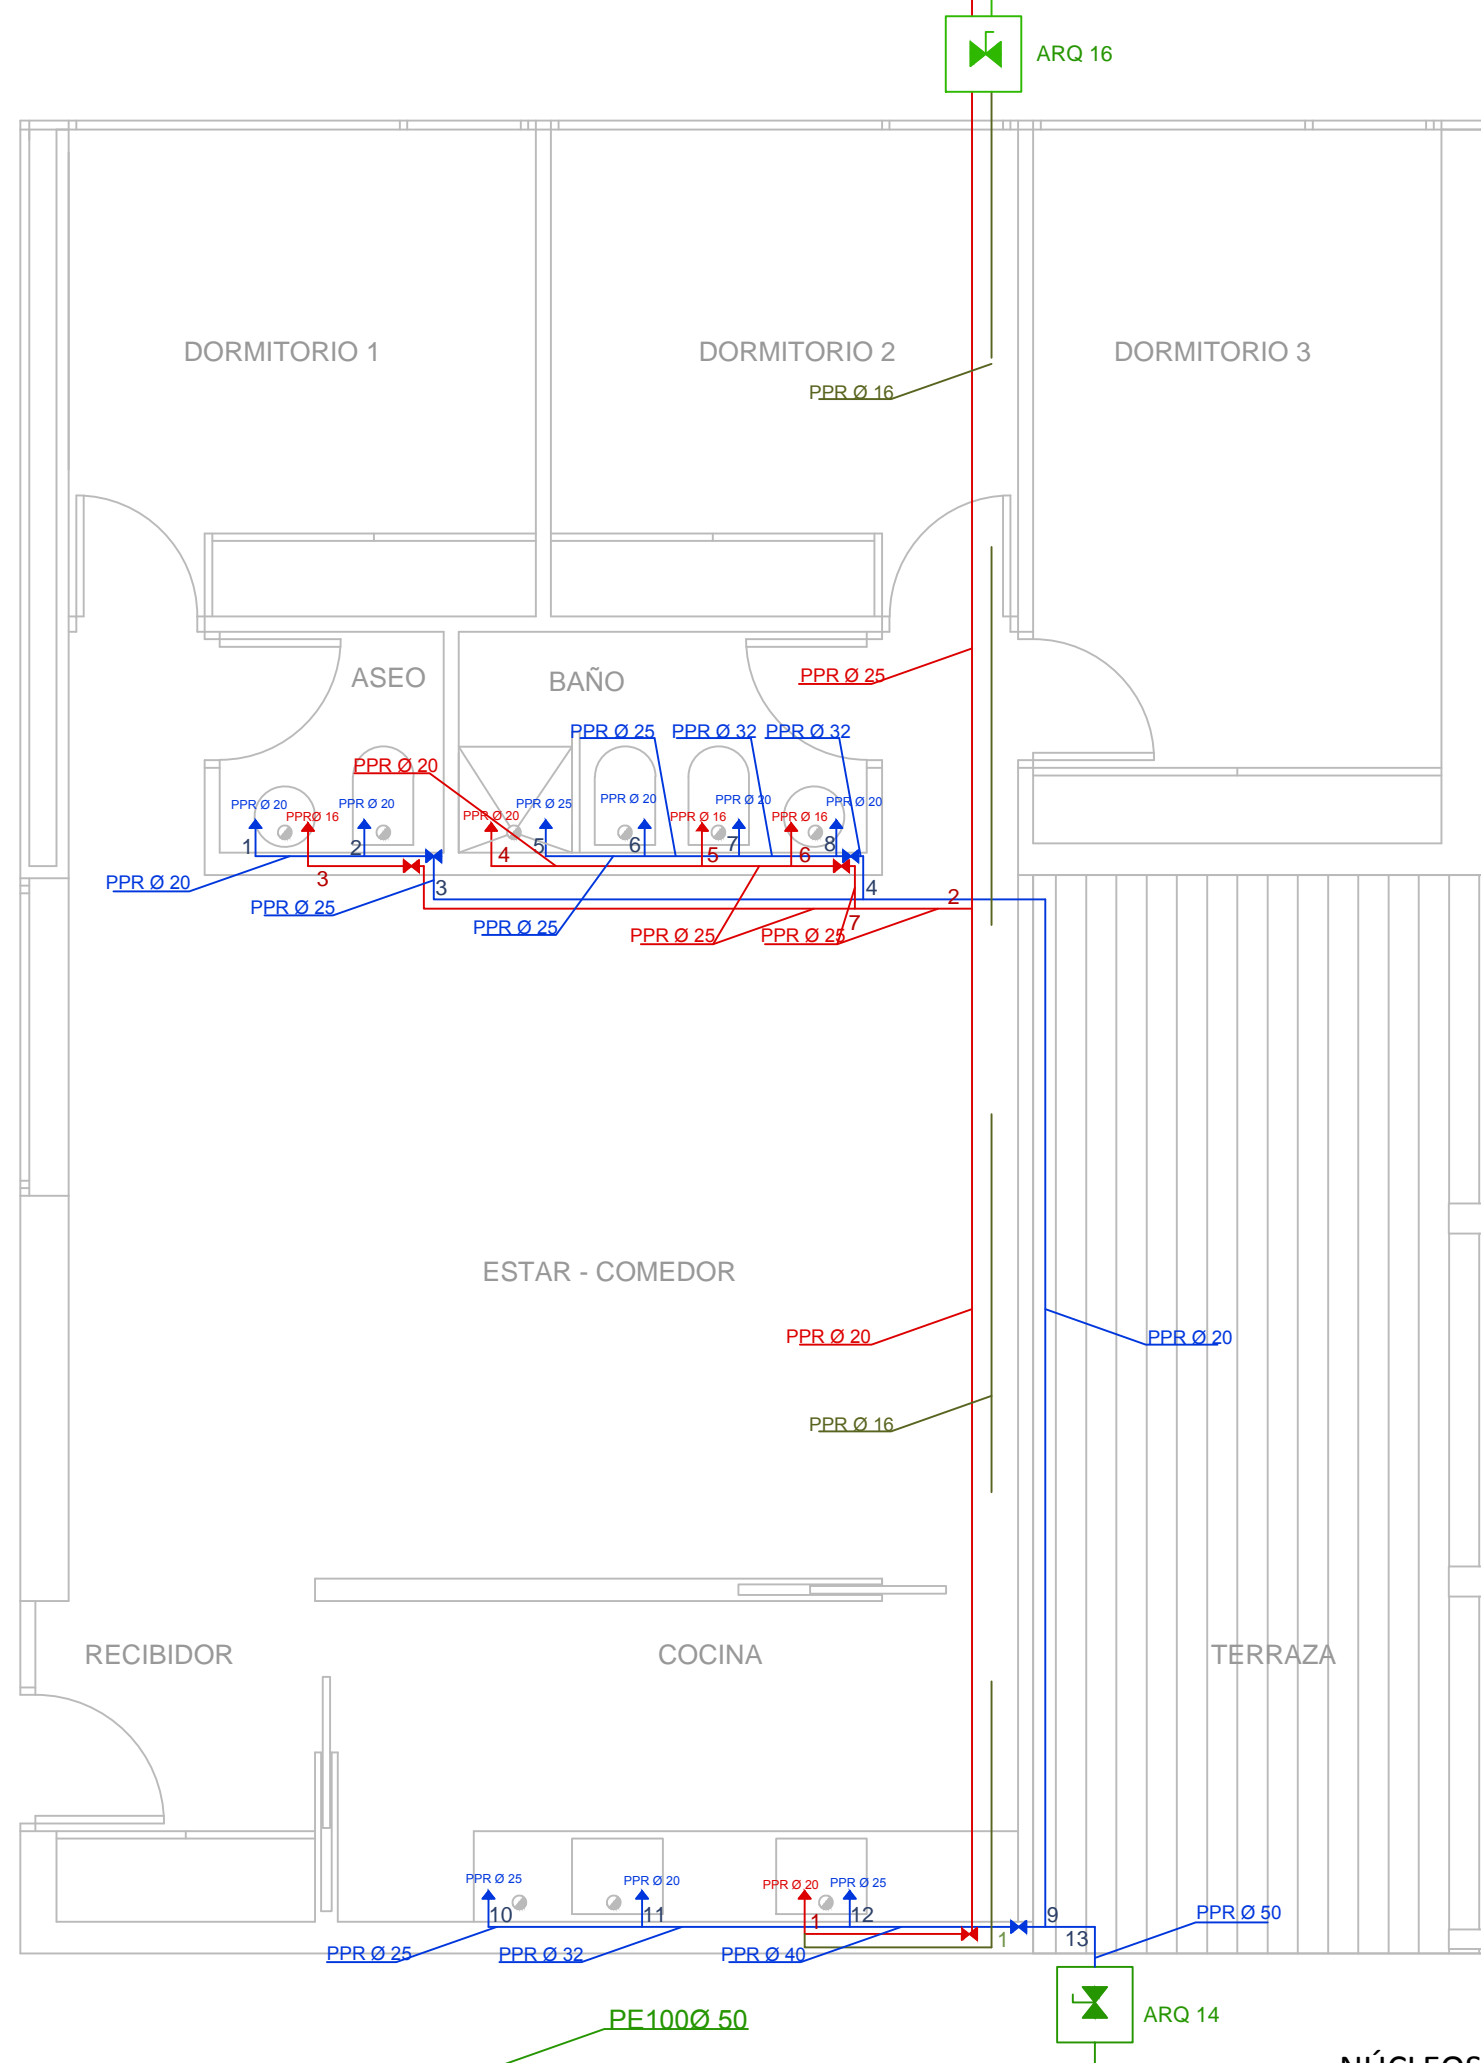 ARQ 16
DORMITORIO 1
DORMITORIO 2
DORMITORIO 3
PPR Ø 16
ASEO
BAÑO
PPR Ø 25
PPR Ø 25
PPR Ø 32
PPR Ø 32
PPR Ø 20
PPR Ø 20
PPRØ 16
PPR Ø 20
PPR Ø 20
PPR Ø 25
PPR Ø 20
PPR Ø 16
PPR Ø 20
PPR Ø 16
PPR Ø 20
1
2
5
6
7
8
3
4
5
6
PPR Ø 20
3
4
2
PPR Ø 25
PPR Ø 25
PPR Ø 25
PPR Ø 25
7
ESTAR - COMEDOR
PPR Ø 20
PPR Ø 20
PPR Ø 16
RECIBIDOR
COCINA
TERRAZA
PPR Ø 25
PPR Ø 20
PPR Ø 20
PPR Ø 25
10
11
1
12
9
PPR Ø 50
1
13
PPR Ø 25
PPR Ø 32
PPR Ø 40
PE100Ø 50
ARQ 14
NÚCLEOS